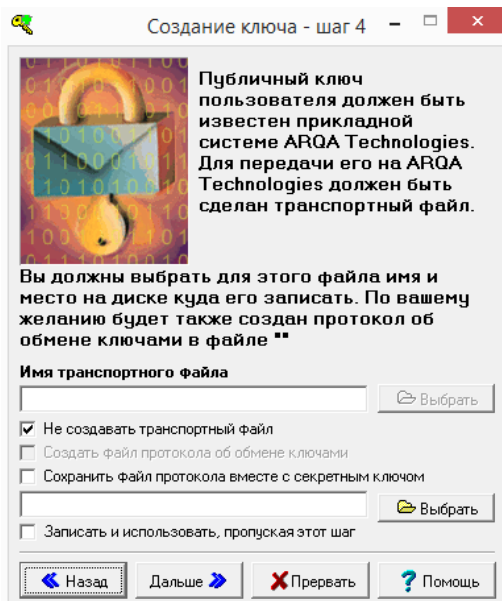 Создание ключа - шаг 4
Публичный ключ
пользователя должен быть
известен прикладной
системе ARQA Technologies.
Для передачи его на ARQA
Technologies должен быть
сделан транспортный файл.
Вы должны выбрать для этого файла имя и
место на диске куда его записать. По вашему
желанию будет также создан протокол об
обмене ключами в файле ""
Имя транспортного файла
Выбрать
Не создавать транспортный файл
Создать файл протокола об обмене ключами
Сохранить файл протокола вместе с секретным ключом
Выбрать
Записать и использовать, пропуская этот шаг
Назад Дальше Прервать Помощь